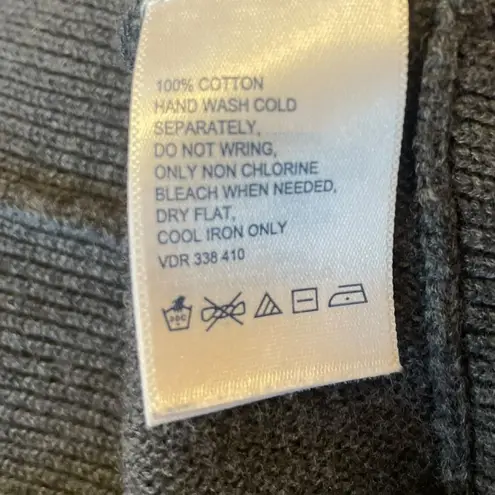 100% COTTON
HAND WASH COLD
SEPARATELY,
DO NOT WRING,
ONLY NON CHLORINE
BLEACH WHEN NEEDED,
DRY FLAT,
COOL IRON ONLY
VDR 338 410